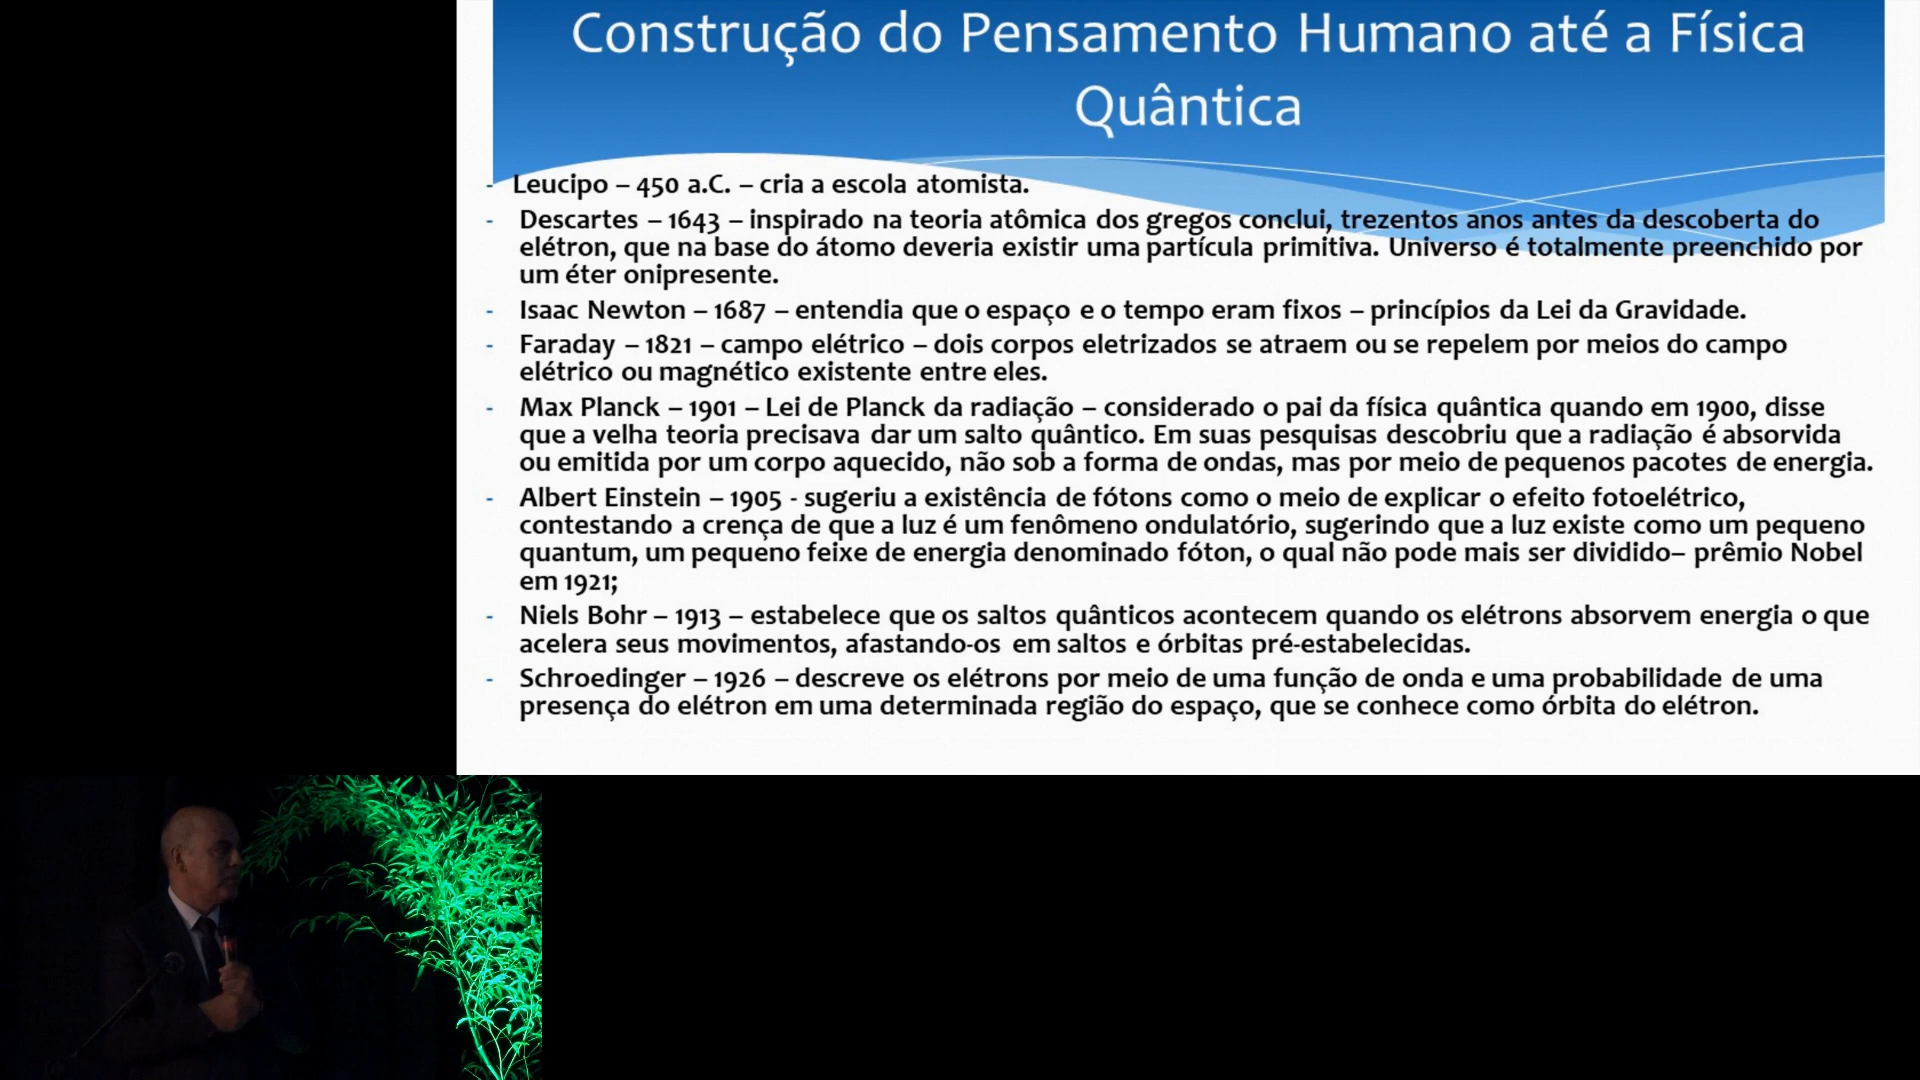 Construção do Pensamento Humano até a Física
Quântica
- Leucipo – 450 a.C. – cria a escola atomista.
- Descartes – 1643 – inspirado na teoria atômica dos gregos conclui, trezentos anos antes da descoberta do
elétron, que na base do átomo deveria existir uma partícula primitiva. Universo é totalmente preenchido por
um éter onipresente.
- Isaac Newton – 1687 – entendia que o espaço e o tempo eram fixos – princípios da Lei da Gravidade.
- Faraday – 1821 – campo elétrico – dois corpos eletrizados se atraem ou se repelem por meios do campo
elétrico ou magnético existente entre eles.
- Max Planck – 1901 – Lei de Planck da radiação – considerado o pai da física quântica quando em 1900, disse
que a velha teoria precisava dar um salto quântico. Em suas pesquisas descobriu que a radiação é absorvida
ou emitida por um corpo aquecido, não sob a forma de ondas, mas por meio de pequenos pacotes de energia.
- Albert Einstein – 1905 - sugeriu a existência de fótons como o meio de explicar o efeito fotoelétrico,
contestando a crença de que a luz é um fenômeno ondulatório, sugerindo que a luz existe como um pequeno
quantum, um pequeno feixe de energia denominado fóton, o qual não pode mais ser dividido– prêmio Nobel
em 1921;
- Niels Bohr – 1913 – estabelece que os saltos quânticos acontecem quando os elétrons absorvem energia o que
acelera seus movimentos, afastando-os em saltos e órbitas pré-estabelecidas.
- Schroedinger – 1926 – descreve os elétrons por meio de uma função de onda e uma probabilidade de uma
presença do elétron em uma determinada região do espaço, que se conhece como órbita do elétron.